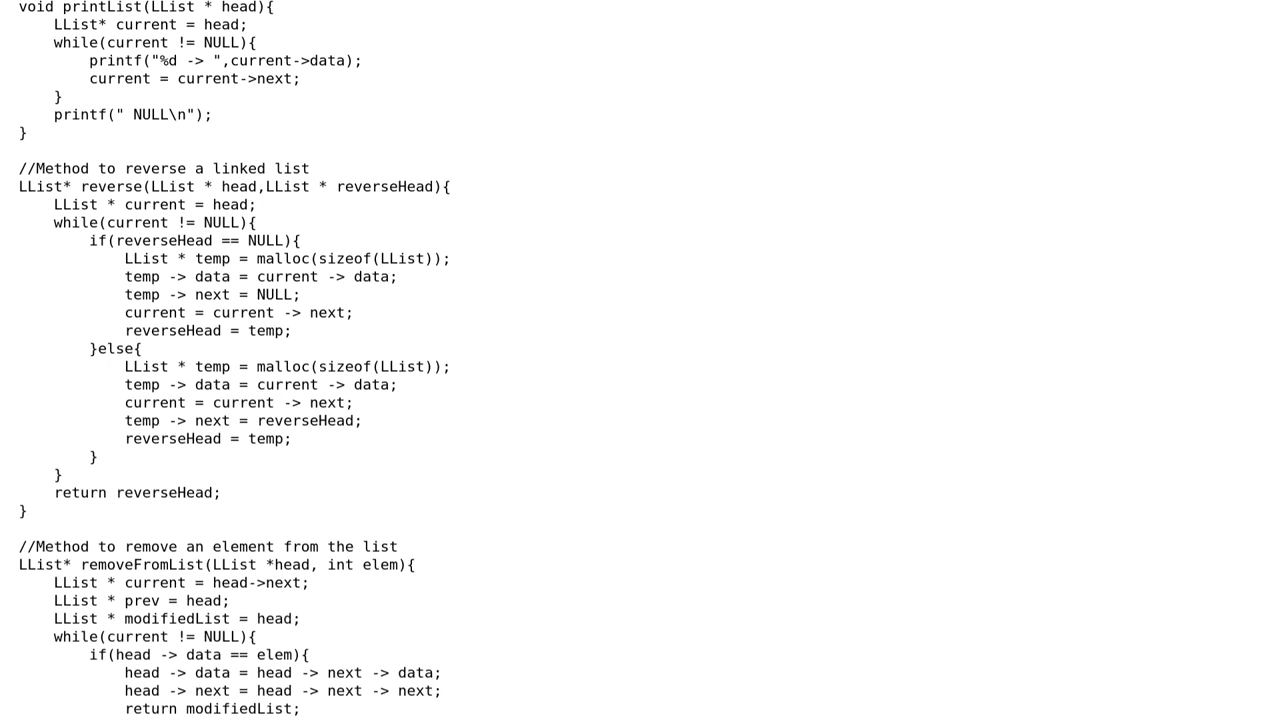 void printList(LList * head){
    LList* current = head;
    while(current != NULL){
        printf("%d -> ",current->data);
        current = current->next;
    }
    printf(" NULL\n");
}

//Method to reverse a linked list
LList* reverse(LList * head,LList * reverseHead){
    LList * current = head;
    while(current != NULL){
        if(reverseHead == NULL){
            LList * temp = malloc(sizeof(LList));
            temp -> data = current -> data;
            temp -> next = NULL;
            current = current -> next;
            reverseHead = temp;
        }else{
            LList * temp = malloc(sizeof(LList));
            temp -> data = current -> data;
            current = current -> next;
            temp -> next = reverseHead;
            reverseHead = temp;
        }
    }
    return reverseHead;
}

//Method to remove an element from the list
LList* removeFromList(LList *head, int elem){
    LList * current = head->next;
    LList * prev = head;
    LList * modifiedList = head;
    while(current != NULL){
        if(head -> data == elem){
            head -> data = head -> next -> data;
            head -> next = head -> next -> next;
            return modifiedList;